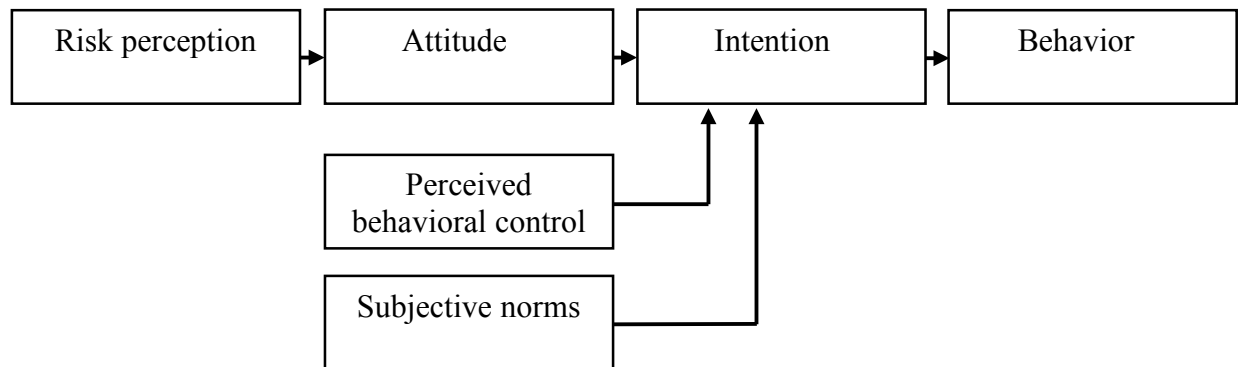 Risk perception
Attitude
Intention
Behavior
Perceived
behavioral control
Subjective norms